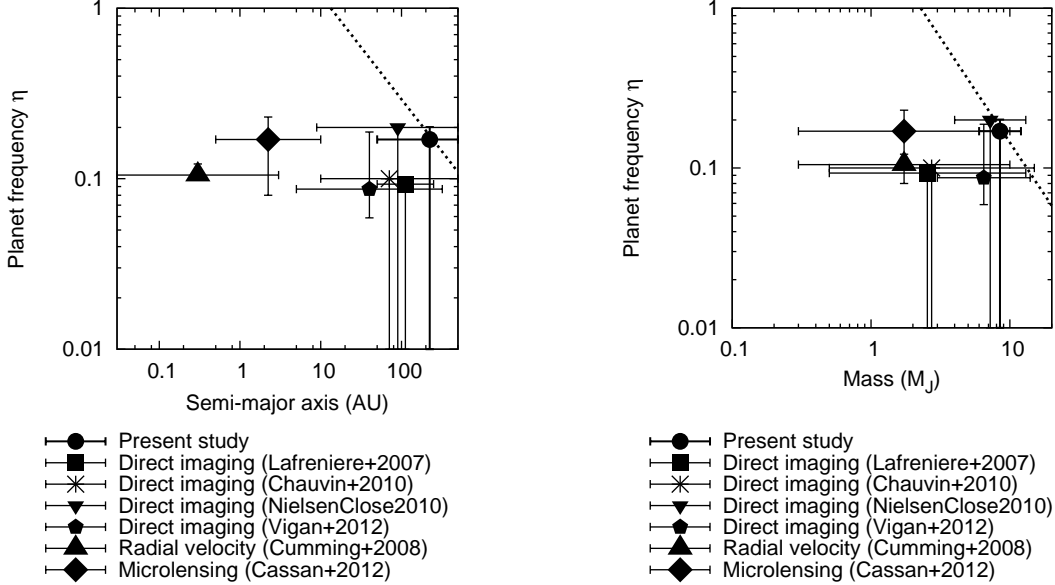 1
0.1
0.01
Planet frequency η
0.1
1
10
100
Semi-major axis (AU)
Present study
Direct imaging (Lafreniere+2007)
Direct imaging (Chauvin+2010)
Direct imaging (NielsenClose2010)
Direct imaging (Vigan+2012)
Radial velocity (Cumming+2008)
Microlensing (Cassan+2012)
1
0.1
0.01
Planet frequency η
0.1
1
10
Mass (M_J)
Present study
Direct imaging (Lafreniere+2007)
Direct imaging (Chauvin+2010)
Direct imaging (NielsenClose2010)
Direct imaging (Vigan+2012)
Radial velocity (Cumming+2008)
Microlensing (Cassan+2012)